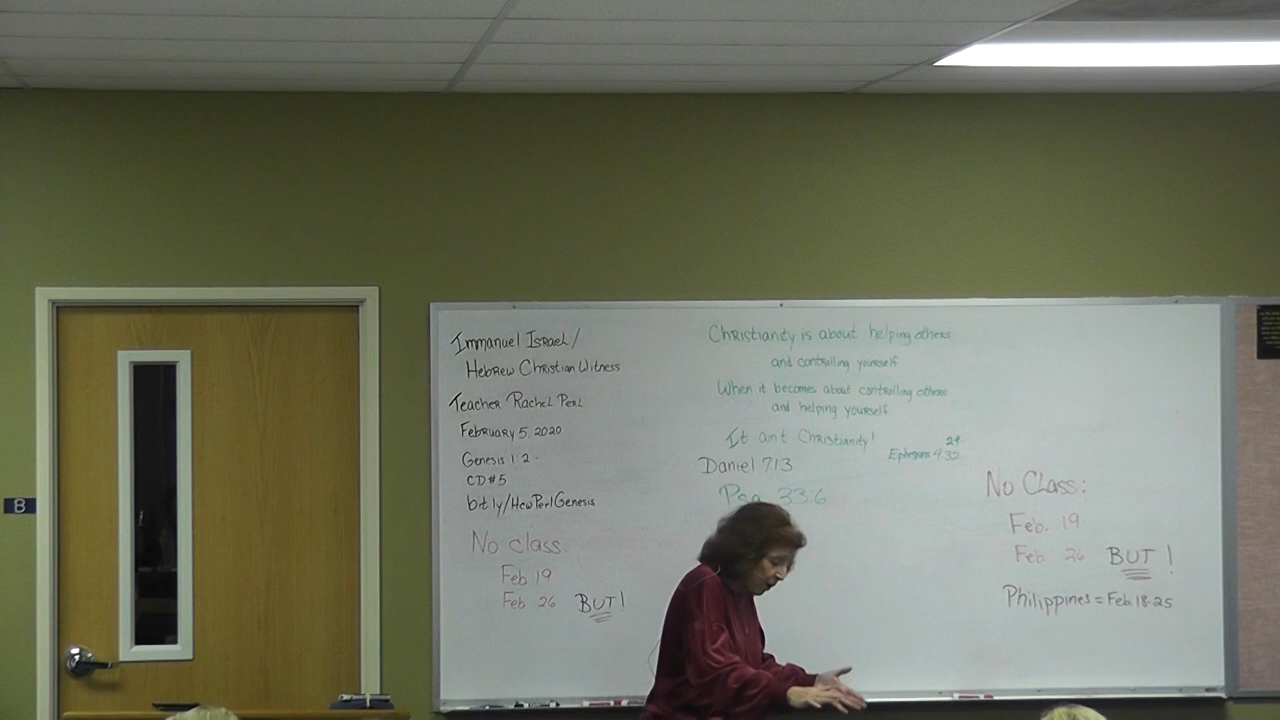 B
Immanuel Israel/
Hebrew Christian Witness
Teacher Rachel Perl
February 5, 2020
Genesis 1:2-
CD#5
bit.ly/HcwPerlGenesis
No class:
Feb 19
Feb 26 BUT!
Christianity is about helping others
and controlling yourself
When it becomes about controlling others
and helping yourself
It ain't Christianity!
Ephesians 4 32
29
Daniel 7:13
33:6
No Class:
Feb. 19
Feb 26 BUT!
Philippines = Feb 18-25